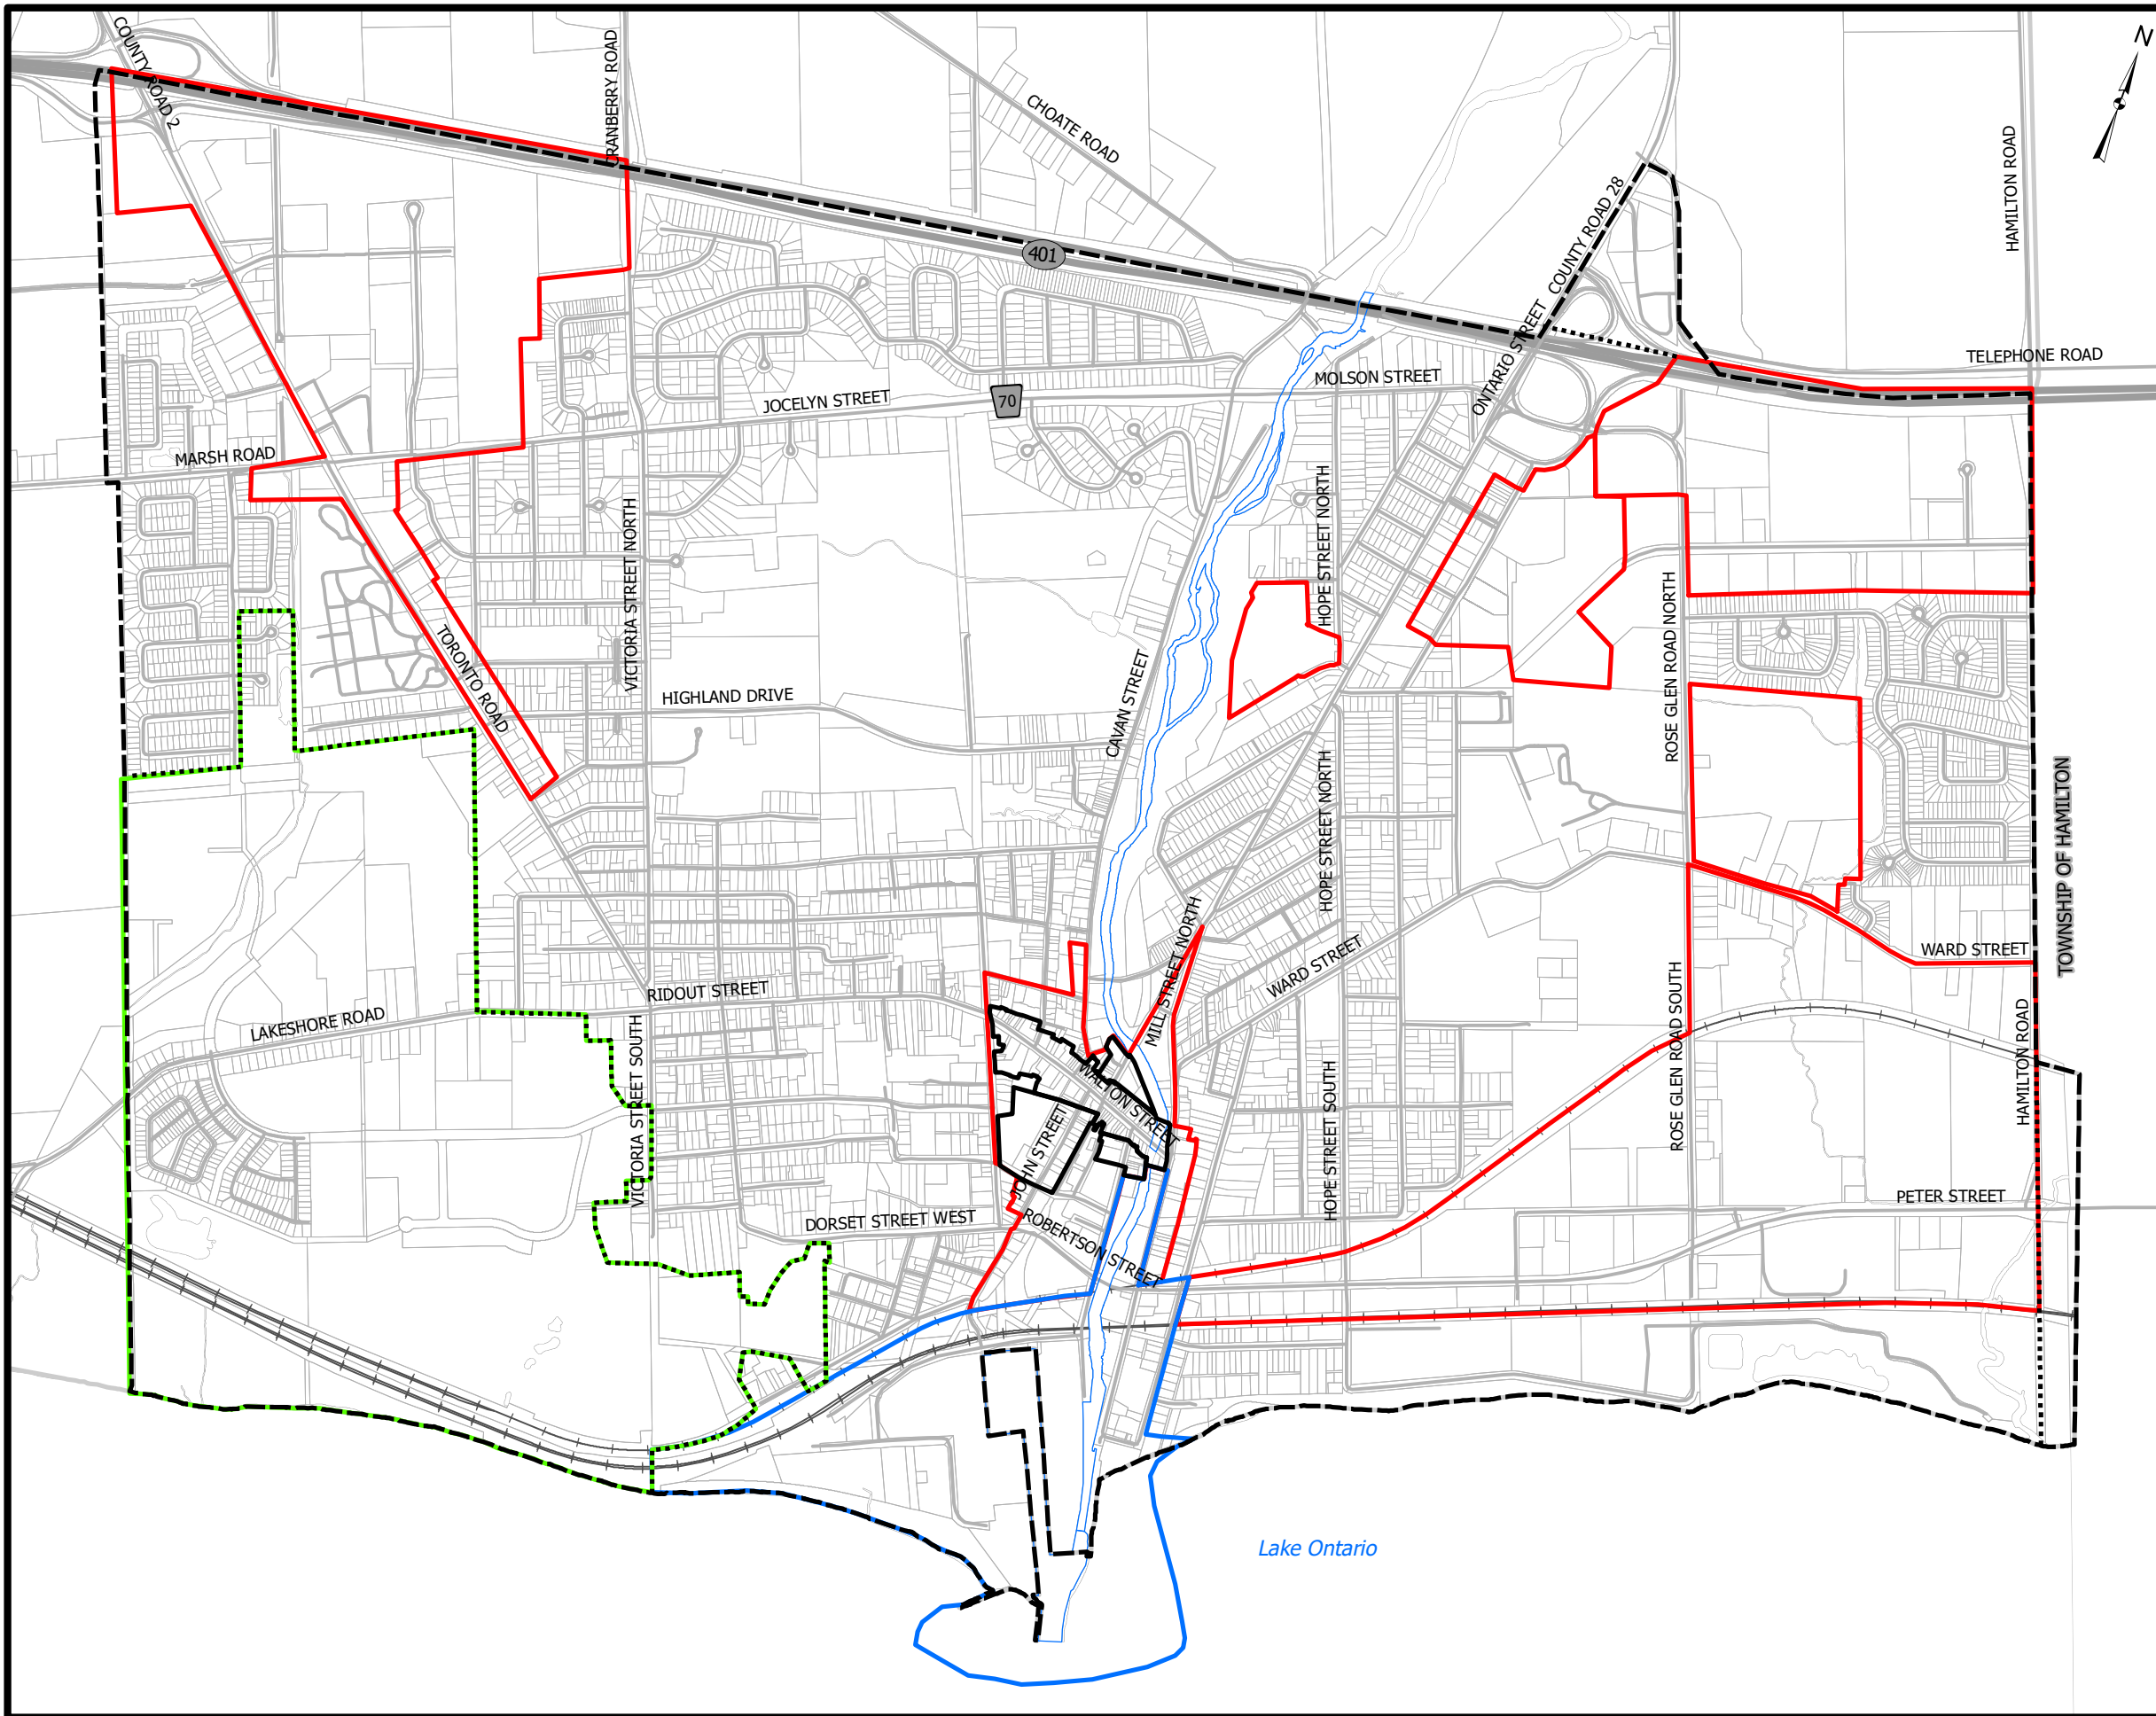 COUNTY ROAD 2
CRANBERRY ROAD
CHOATE ROAD
N
HAMILTON ROAD
401
ONTARIO STREET
COUNTY ROAD 28
TELEPHONE ROAD
MOLSON STREET
70
JOCELYN STREET
MARSH ROAD
VICTORIA STREET NORTH
HOPE STREET NORTH
TORONTO ROAD
HIGHLAND DRIVE
CAVAN STREET
ROSE GLEN ROAD NORTH
HOPE STREET NORTH
TOWNSHIP OF HAMILTON
MILL STREET NORTH
WARD STREET
WARD STREET
RIDOUT STREET
LAKESHORE ROAD
VICTORIA STREET SOUTH
WALTON STREET
JOHN STREET
HOPE STREET SOUTH
ROSE GLEN ROAD SOUTH
HAMILTON ROAD
PETER STREET
DORSET STREET WEST
ROBERTSON STREET
Lake Ontario